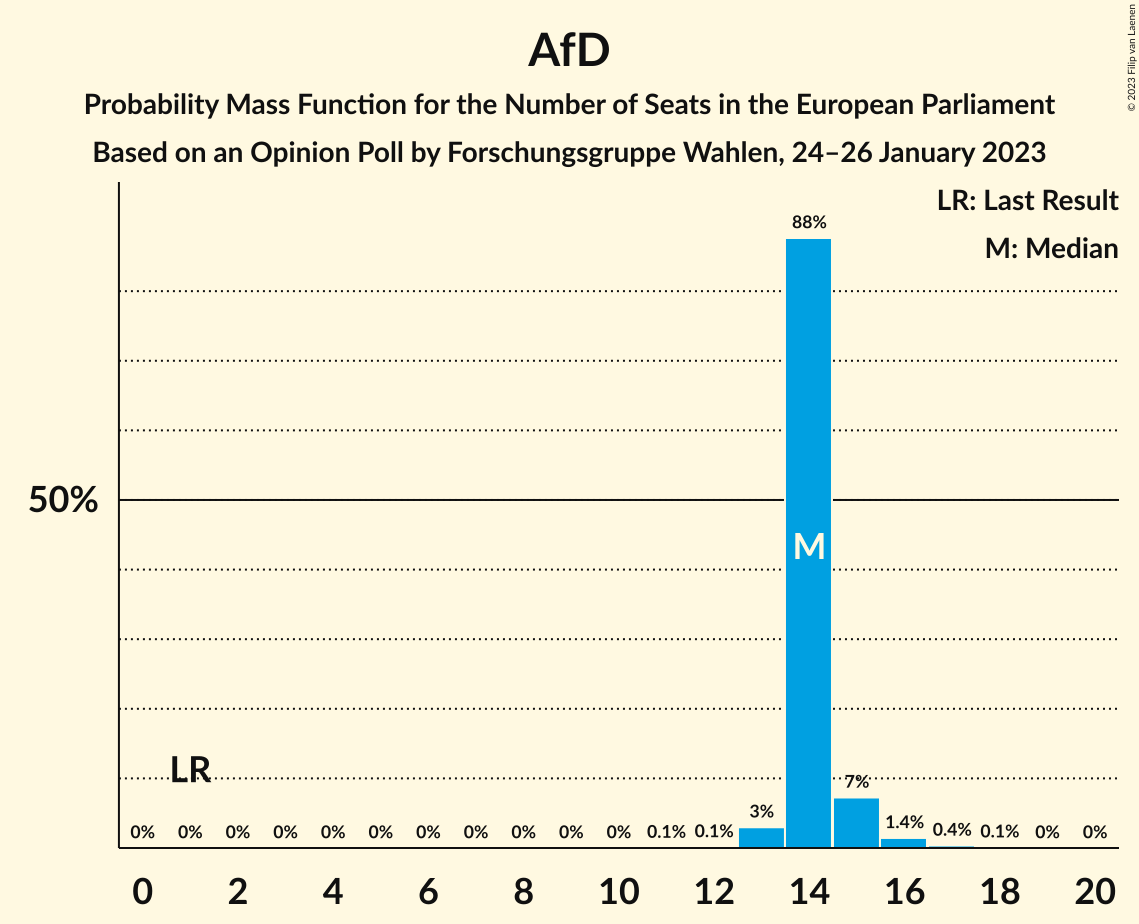 AfD
Probability Mass Function for the Number of Seats in the European Parliament
Based on an Opinion Poll by Forschungsgruppe Wahlen, 24–26 January 2023
© 2023 Filip van Laenen
LR: Last Result
M: Median
88%
50%
M
LR
0% 0% 0% 0% 0% 0% 0% 0% 0% 0% 0% 0.1% 0.1% 3% 7% 1.4% 0.4% 0.1% 0% 0%
0 2 4 6 8 10 12 14 16 18 20